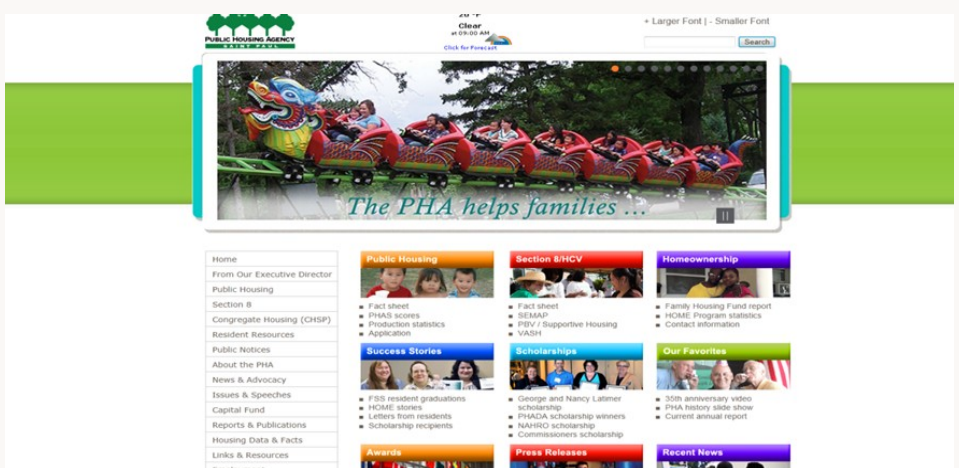 PUBLIC HOUSING AGENCY
SAINT PAUL
Clear
at 09:00 AM
Click for Forecast
+ Larger Font | - Smaller Font
Search
The PHA helps families ...
Home
From Our Executive Director
Public Housing
Section 8
Congregate Housing (CHSP)
Resident Resources
Public Notices
About the PHA
News & Advocacy
Issues & Speeches
Capital Fund
Reports & Publications
Housing Data & Facts
Links & Resources
Public Housing
Fact sheet
PHAS scores
Production statistics
Application
Section 8/HCV
Fact sheet
SEMAP
PBV / Supportive Housing
VASH
Homeownership
Family Housing Fund report
HOME Program statistics
Contact information
Success Stories
FSS resident graduations
HOME stories
Letters from residents
Scholarship recipients
Scholarships
George and Nancy Latimer
scholarship
PHADA scholarship winners
NAHRO scholarship
Commissioners scholarship
Our Favorites
35th anniversary video
PHA history slide show
Current annual report
Awards
Press Releases
Recent News